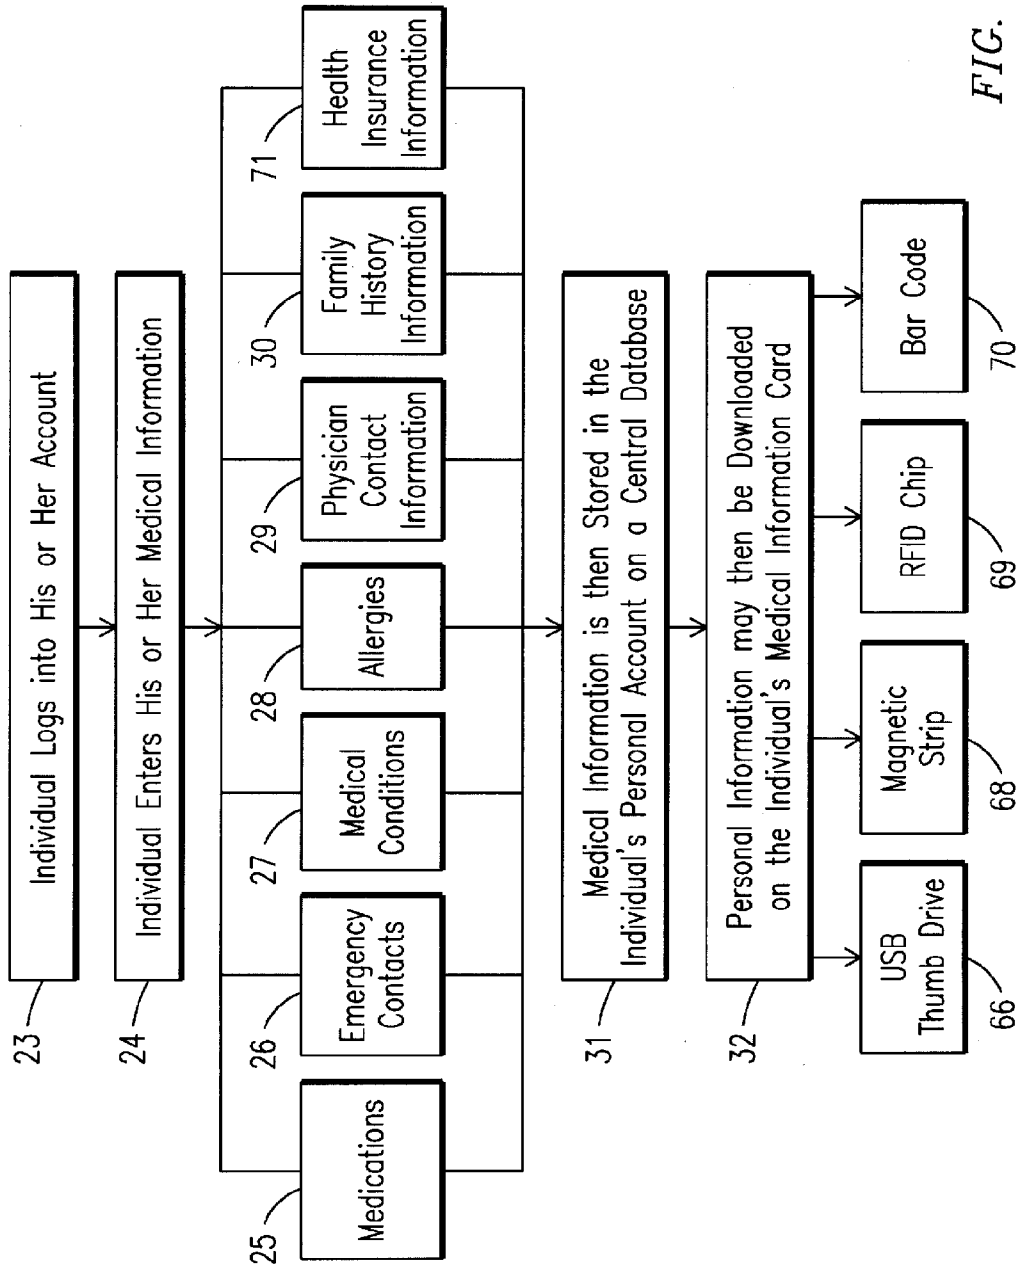 23
Individual Logs into His or Her Account
24
Individual Enters His or Her Medical Information
25
Medications
26
Emergency
Contacts
27
Medical
Conditions
28
Allergies
29
Physician
Contact
Information
30
Family
History
Information
71
Health
Insurance
Information
31
Medical Information is then Stored in the
Individual's Personal Account on a Central Database
32
Personal Information may then be Downloaded
on the Individual's Medical Information Card
USB
Thumb Drive
66
Magnetic
Strip
68
RFID Chip
69
Bar Code
70
FIG.